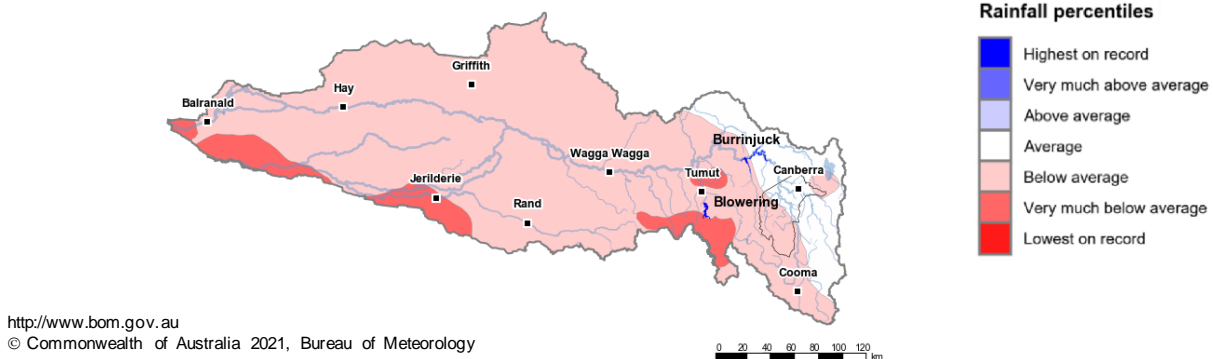 Rainfall percentiles
Highest on record
Very much above average
Above average
Average
Below average
Very much below average
Lowest on record
Griffith
Hay
Balranald
Burrinjuck
Wagga Wagga
Tumut
Canberra
Jerilderie
Rand
Blowering
Cooma
http://www.bom.gov.au
© Commonwealth of Australia 2021, Bureau of Meteorology
0 20 40 60 80 100 120
km